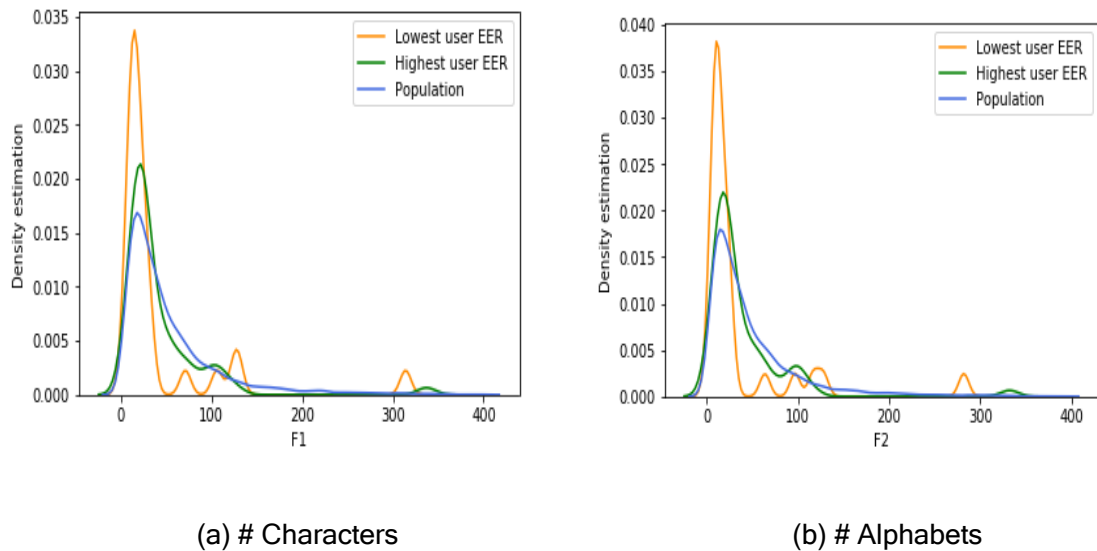 0.035
0.030
0.025
0.020
0.015
0.010
0.005
0.000
Density estimation
Lowest user EER
Highest user EER
Population
0 100 200 300 400
F1
(a) # Characters
0.040
0.035
0.030
0.025
0.020
0.015
0.010
0.005
0.000
Density estimation
Lowest user EER
Highest user EER
Population
0 100 200 300 400
F2
(b) # Alphabets